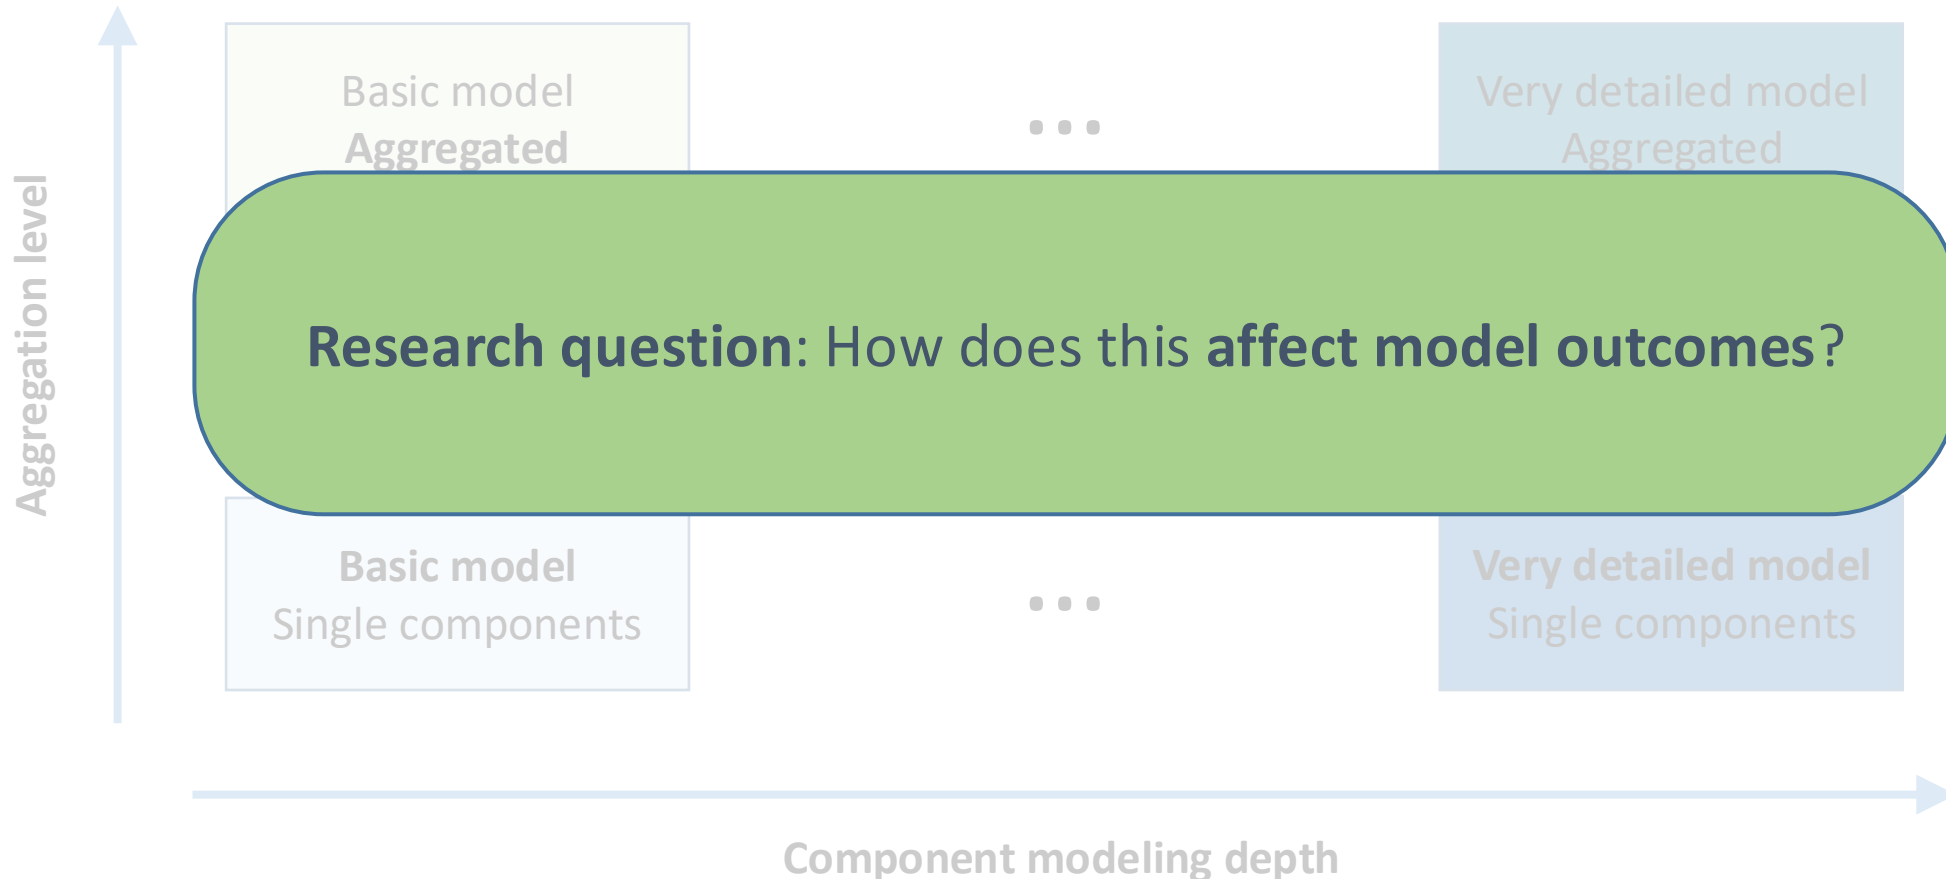 Basic model
Aggregated
...
Very detailed model
Aggregated
Aggregation level
Research question: How does this affect model outcomes?
Basic model
Single components
...
Very detailed model
Single components
Component modeling depth